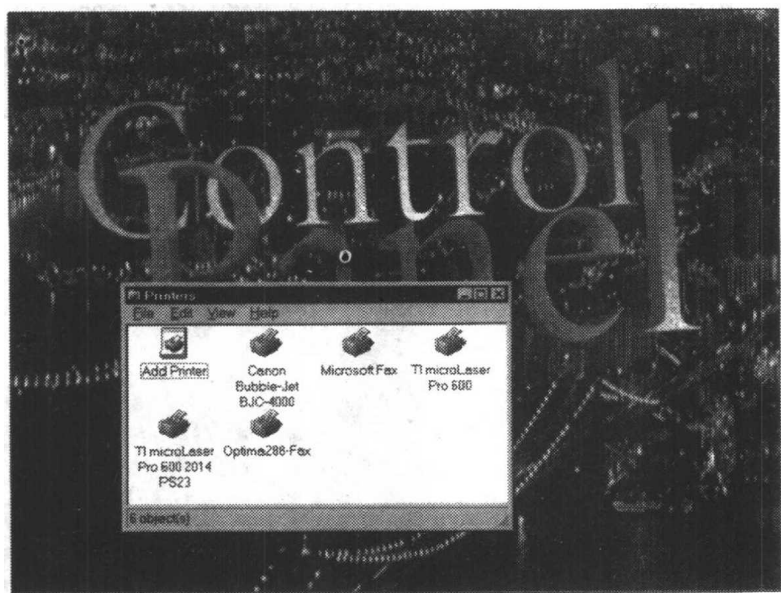 Control
Panel
Printers
File Edit View Help
Add Printer
Canon
Bubble-Jet
BJC-4000
Microsoft Fax
TI microLaser
Pro 600
TI microLaser
Pro 600 2014
PS23
Optima288-Fax
6 object(s)